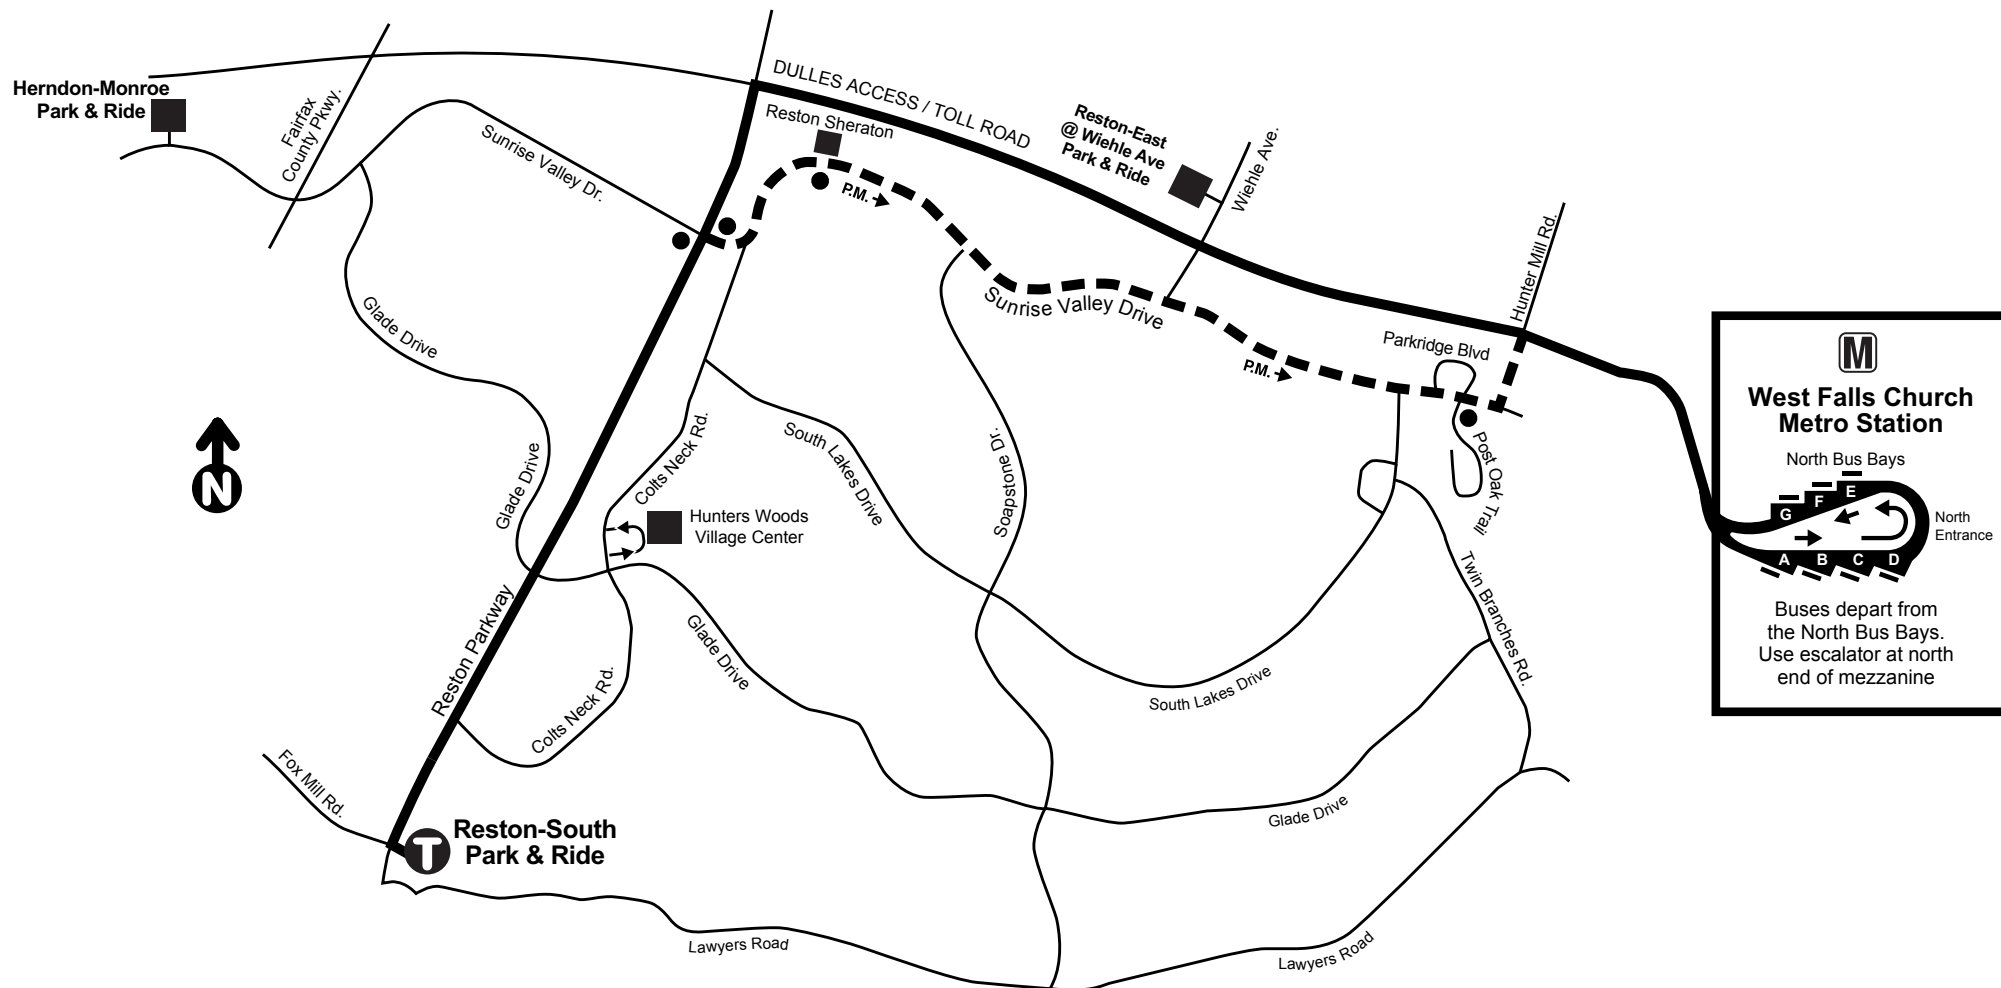 Herndon-Monroe
Park & Ride
Fairfax
County Pkwy.
Sunrise Valley Dr.
DULLES ACCESS / TOLL ROAD
Reston Sheraton
P.M.
Reston-East
@ Wiehle Ave
Park & Ride
Wiehle Ave.
Hunter Mill Rd.
Sunrise Valley Drive
Parkridge Blvd
P.M.
Glade Drive
Glade Drive
Colts Neck Rd.
South Lakes Drive
Soapstone Dr.
Post Oak Trail
Hunters Woods
Village Center
N
Twin Branches Rd.
Reston Parkway
Glade Drive
Colts Neck Rd.
South Lakes Drive
Fox Mill Rd.
Glade Drive
T
Reston-South
Park & Ride
Lawyers Road
Lawyers Road
M
West Falls Church
Metro Station
North Bus Bays
G
F
E
North
Entrance
A B C D
Buses depart from
the North Bus Bays.
Use escalator at north
end of mezzanine